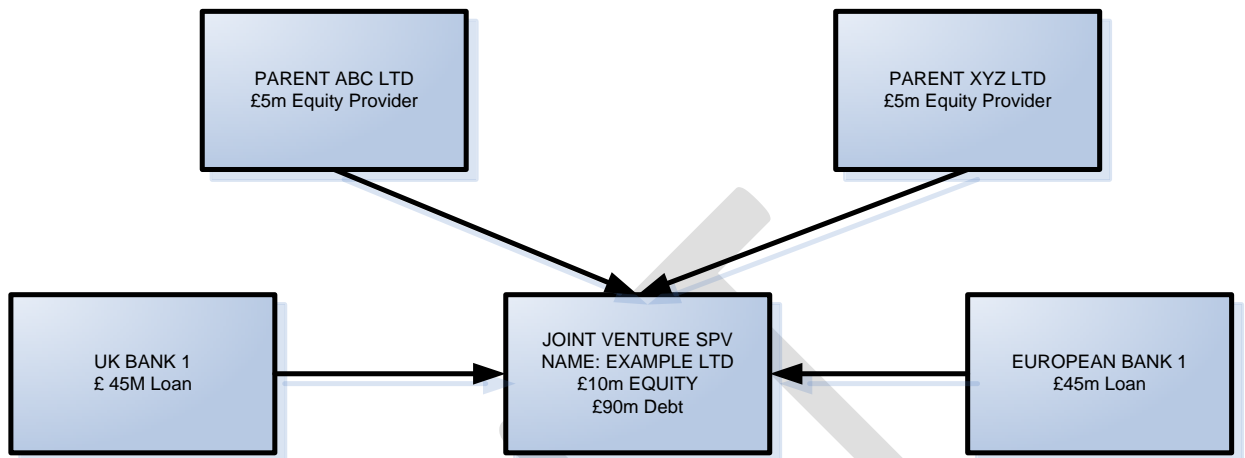 PARENT ABC LTD
£5m Equity Provider
PARENT XYZ LTD
£5m Equity Provider
UK BANK 1
£ 45M Loan
JOINT VENTURE SPV
NAME: EXAMPLE LTD
£10m EQUITY
£90m Debt
EUROPEAN BANK 1
£45m Loan